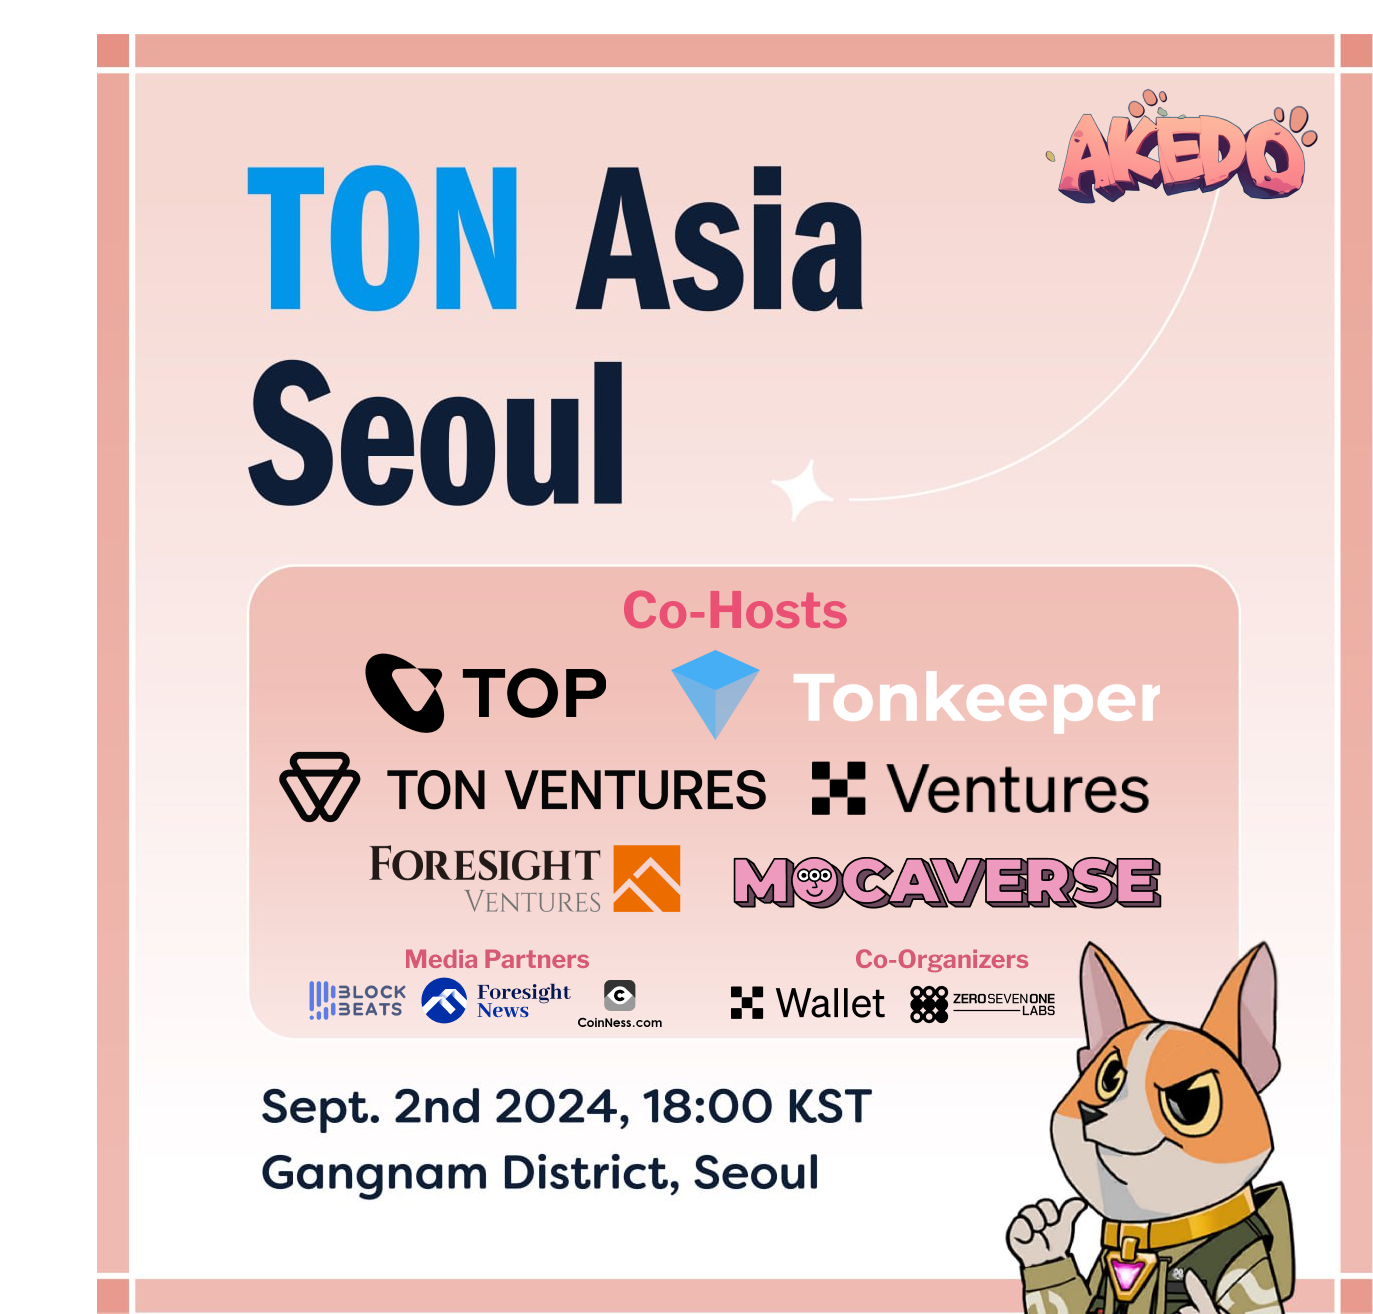 AKEDO
TON Asia
Seoul
Co-Hosts
TOP
Tonkeeper
TON VENTURES
Ventures
FORESIGHT
VENTURES
MOCAVERSE
Media Partners
BLOCK
BEATS
Foresight
News
CoinNess.com
Co-Organizers
Wallet
ZEROSEVENONE
LABS
Sept. 2nd 2024, 18:00 KST
Gangnam District, Seoul